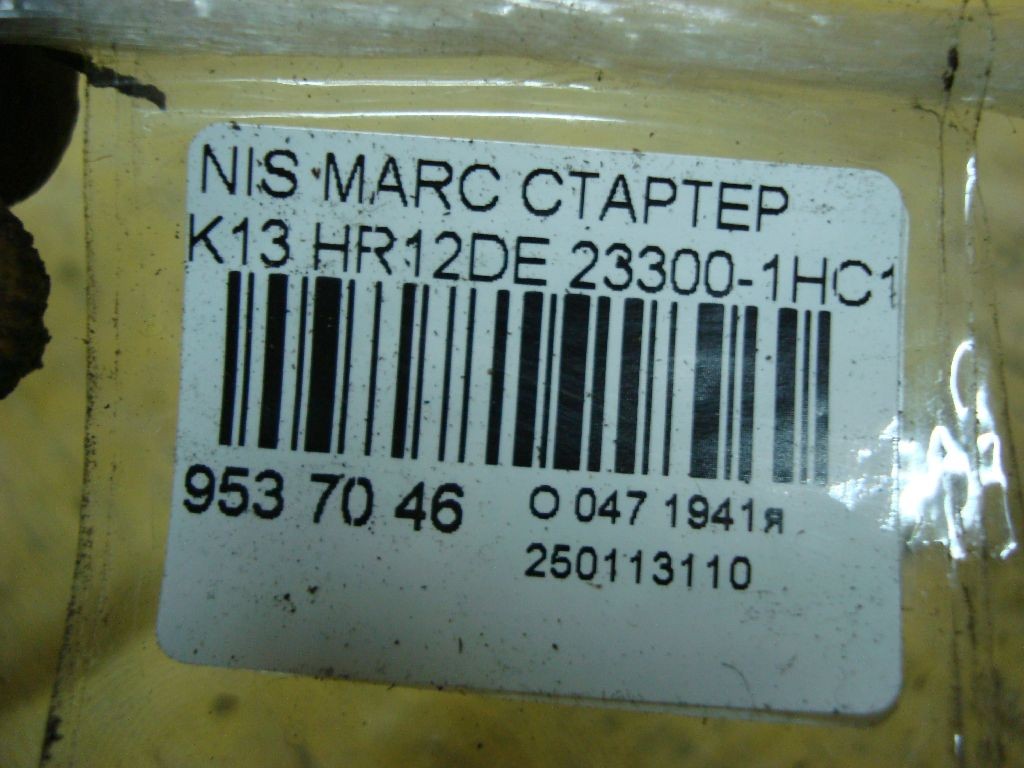 NIS MARC СТАРТЕР
K13 HR12DE 23300-1HC1
953 70 46 О 047 1941я
250113110